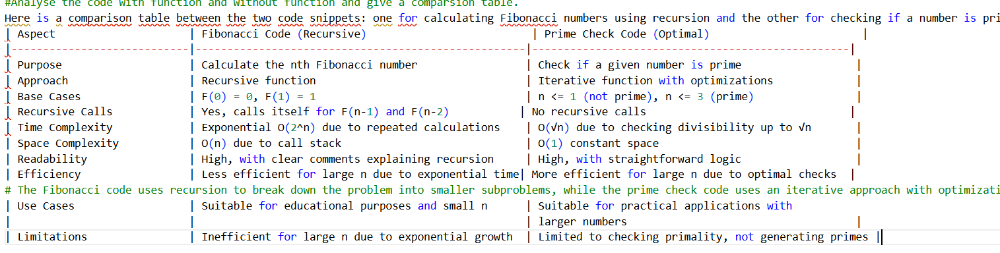 #Analyse the code with function and without function and give a comparsion table.
Here is a comparison table between the two code snippets: one for calculating Fibonacci numbers using recursion and the other for checking if a number is pri
| Aspect | Fibonacci Code (Recursive) | Prime Check Code (Optimal) |
|----------------------------|-----------------------------------------------------|--------------------------------------------------|
| Purpose | Calculate the nth Fibonacci number | Check if a given number is prime |
| Approach | Recursive function | Iterative function with optimizations |
| Base Cases | F(0) = 0, F(1) = 1 | n <= 1 (not prime), n <= 3 (prime) |
| Recursive Calls | Yes, calls itself for F(n-1) and F(n-2) | No recursive calls |
| Time Complexity | Exponential O(2^n) due to repeated calculations | O(√n) due to checking divisibility up to √n |
| Space Complexity | O(n) due to call stack | O(1) constant space |
| Readability | High, with clear comments explaining recursion | High, with straightforward logic |
| Efficiency | Less efficient for large n due to exponential time| More efficient for large n due to optimal checks |
# The Fibonacci code uses recursion to break down the problem into smaller subproblems, while the prime check code uses an iterative approach with optimizati
| Use Cases | Suitable for educational purposes and small n | Suitable for practical applications with
| | | larger numbers |
| Limitations | Inefficient for large n due to exponential growth | Limited to checking primality, not generating primes |